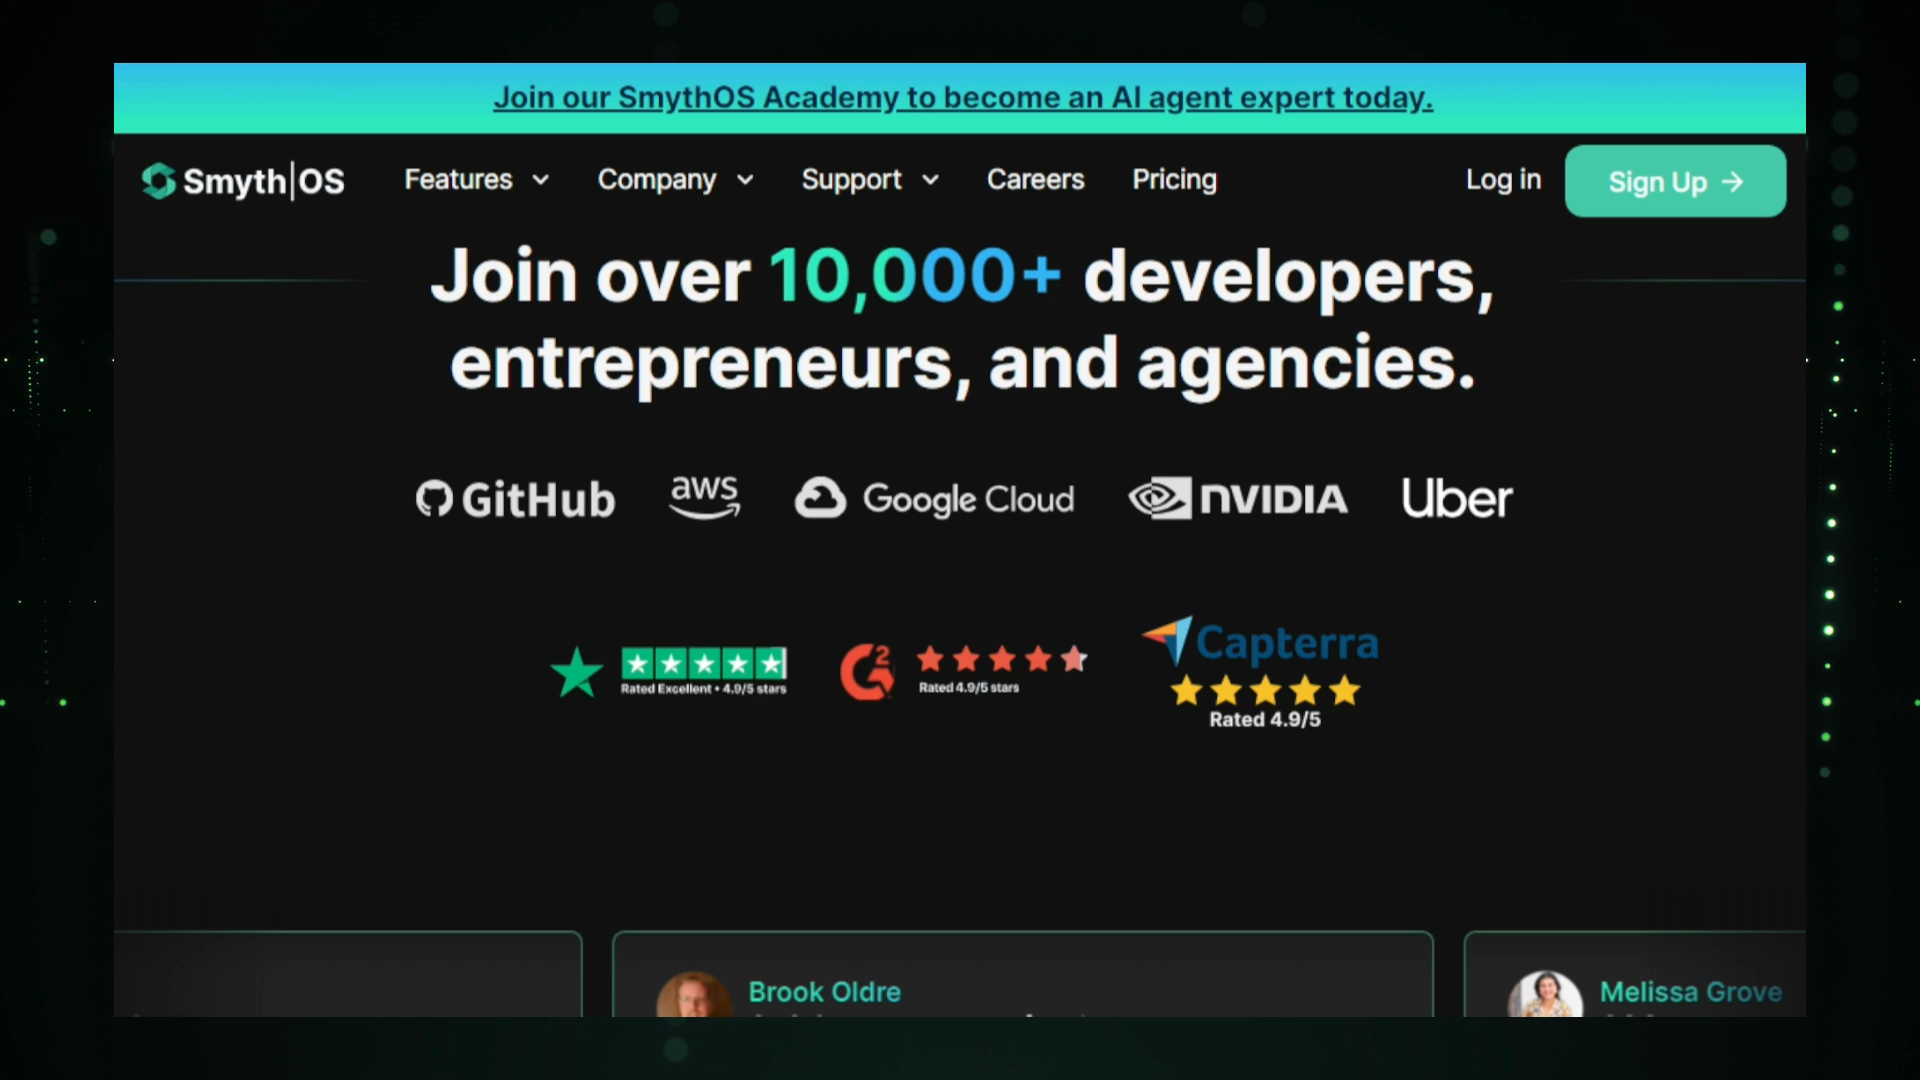 Join our SmythOS Academy to become an AI agent expert today.
Smyth|OS Features Company Support Careers Pricing Log in Sign Up →
Join over 10,000+ developers,
entrepreneurs, and agencies.
GitHub aws Google Cloud NVIDIA Uber
Rated Excellent • 4.9/5 stars
G2
Rated 4.9/5 stars
Capterra
Rated 4.9/5
Brook Oldre
Melissa Grove